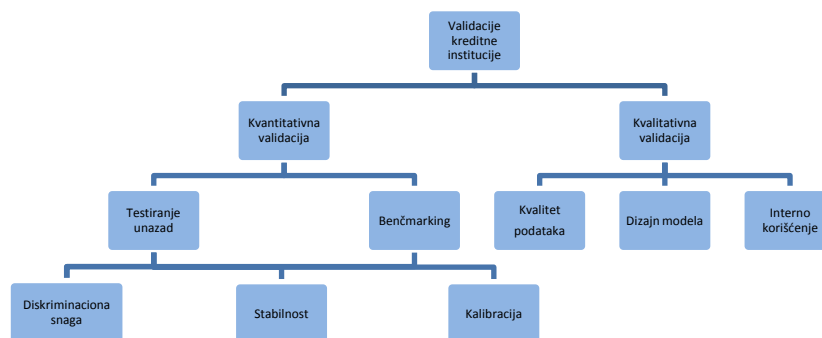 Validacije
kreditne
institucije
Kvantitativna
validacija
Kvalitativna
validacija
Testiranje
unazad
Benčmarking
Kvalitet
podataka
Dizajn modela
Interno
korišćenje
Diskriminaciona
snaga
Stabilnost
Kalibracija